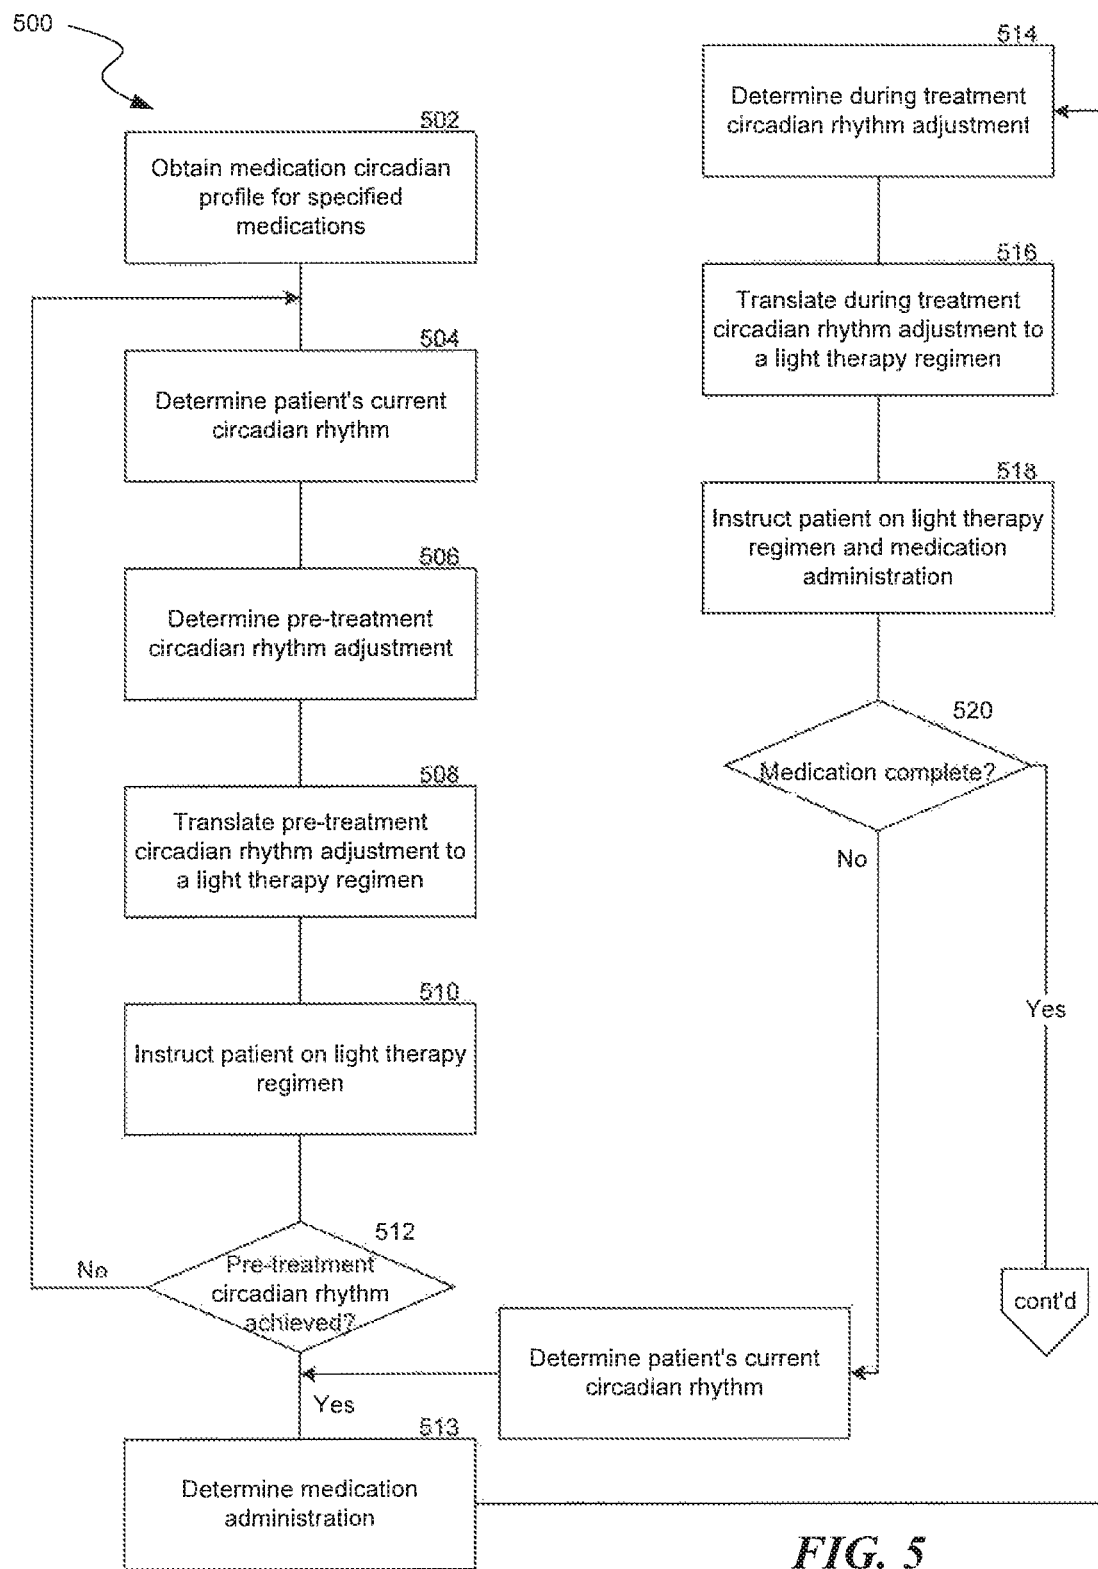 500
502
Obtain medication circadian
profile for specified
medications
504
Determine patient's current
circadian rhythm
506
Determine pre-treatment
circadian rhythm adjustment
508
Translate pre-treatment
circadian rhythm adjustment to
a light therapy regimen
510
Instruct patient on light therapy
regimen
512
Pre-treatment
circadian rhythm
achieved?
No
Yes
513
Determine medication
administration
514
Determine during treatment
circadian rhythm adjustment
516
Translate during treatment
circadian rhythm adjustment to
a light therapy regimen
518
Instruct patient on light therapy
regimen and medication
administration
520
Medication complete?
No
Yes
Determine patient's current
circadian rhythm
cont'd
FIG. 5